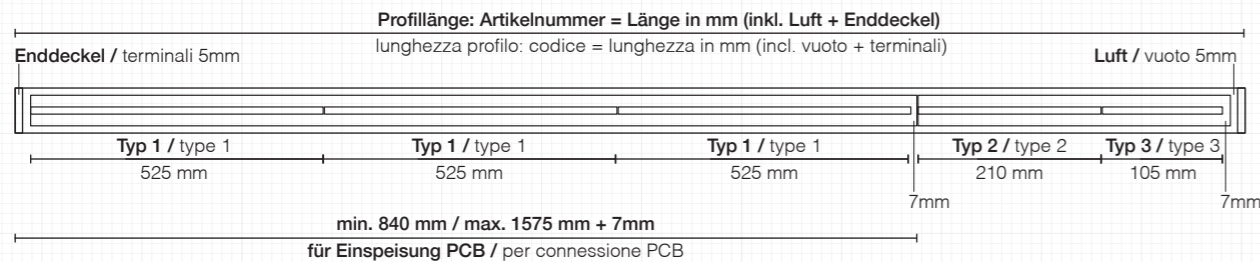 Profillänge: Artikelnummer = Länge in mm (inkl. Luft + Enddeckel)
lunghezza profilo: codice = lunghezza in mm (incl. vuoto + terminali)
Enddeckel / terminali 5mm
Luft / vuoto 5mm
Typ 1 / type 1
Typ 1 / type 1
Typ 1 / type 1
Typ 2 / type 2
Typ 3 / type 3
525 mm
525 mm
525 mm
210 mm
105 mm
7mm
7mm
min. 840 mm / max. 1575 mm + 7mm
für Einspeisung PCB / per connessione PCB